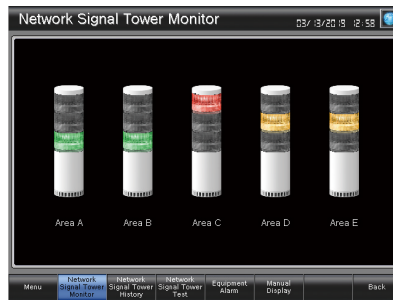 Network Signal Tower Monitor
03/13/2019 12:58
Area A
Area B
Area C
Area D
Area E
Menu
Network
Signal Tower
Monitor
Network
Signal Tower
History
Network
Signal Tower
Test
Equipment
Alarm
Manual
Display
Back